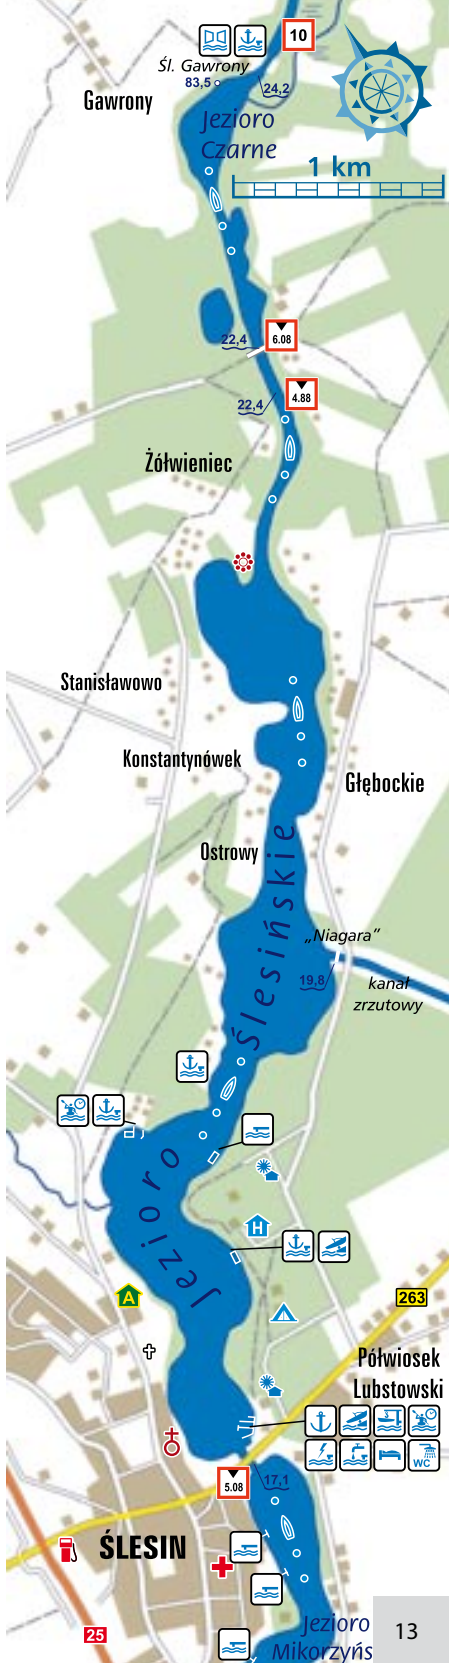 10
Śl. Gawrony
83,5
24,2
Gawrony
Jezioro
Czarne
1 km
22,4
6.08
22,4
4.88
Żółwieniec
Stanisławowo
Konstantynówek
Głębockie
Ostrowy
„Niagara”
19,8
kanał
zrzutowy
Jezioro Ślesińskie
H
A
263
Półwiosek
Lubstowski
WC
5.08
17,1
ŚLESIN
25
Jezioro
Mikorzyńs
13